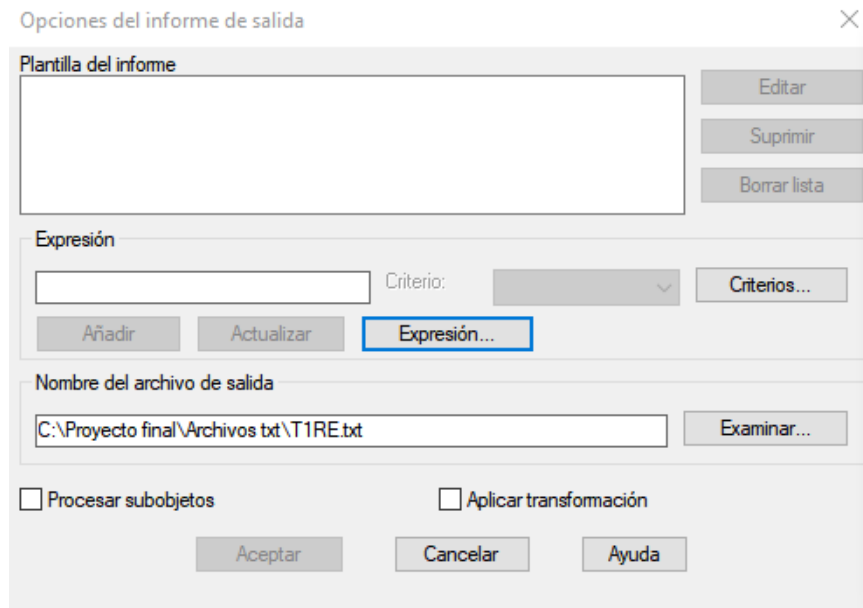 Opciones del informe de salida
Plantilla del informe
Editar
Suprimir
Borrar lista
Expresión
Criterio:
Criterios...
Añadir
Actualizar
Expresión...
Nombre del archivo de salida
C:\Proyecto final\Archivos txt\T1RE.txt
Examinar...
Procesar subobjetos
Aplicar transformación
Aceptar
Cancelar
Ayuda